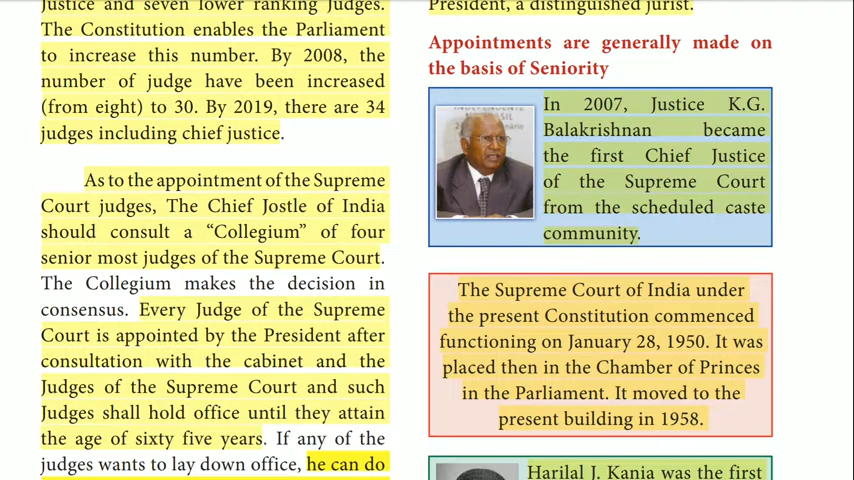 Justice and seven lower ranking Judges.
The Constitution enables the Parliament
to increase this number. By 2008, the
number of judge have been increased
(from eight) to 30. By 2019, there are 34
judges including chief justice.
As to the appointment of the Supreme
Court judges, The Chief Jostle of India
should consult a “Collegium” of four
senior most judges of the Supreme Court.
The Collegium makes the decision in
consensus. Every Judge of the Supreme
Court is appointed by the President after
consultation with the cabinet and the
Judges of the Supreme Court and such
Judges shall hold office until they attain
the age of sixty five years. If any of the
judges wants to lay down office, he can do
President, a distinguished jurist.
Appointments are generally made on
the basis of Seniority
In 2007, Justice K.G.
Balakrishnan became
the first Chief Justice
of the Supreme Court
from the scheduled caste
community.
The Supreme Court of India under
the present Constitution commenced
functioning on January 28, 1950. It was
placed then in the Chamber of Princes
in the Parliament. It moved to the
present building in 1958.
Harilal J. Kania was the first